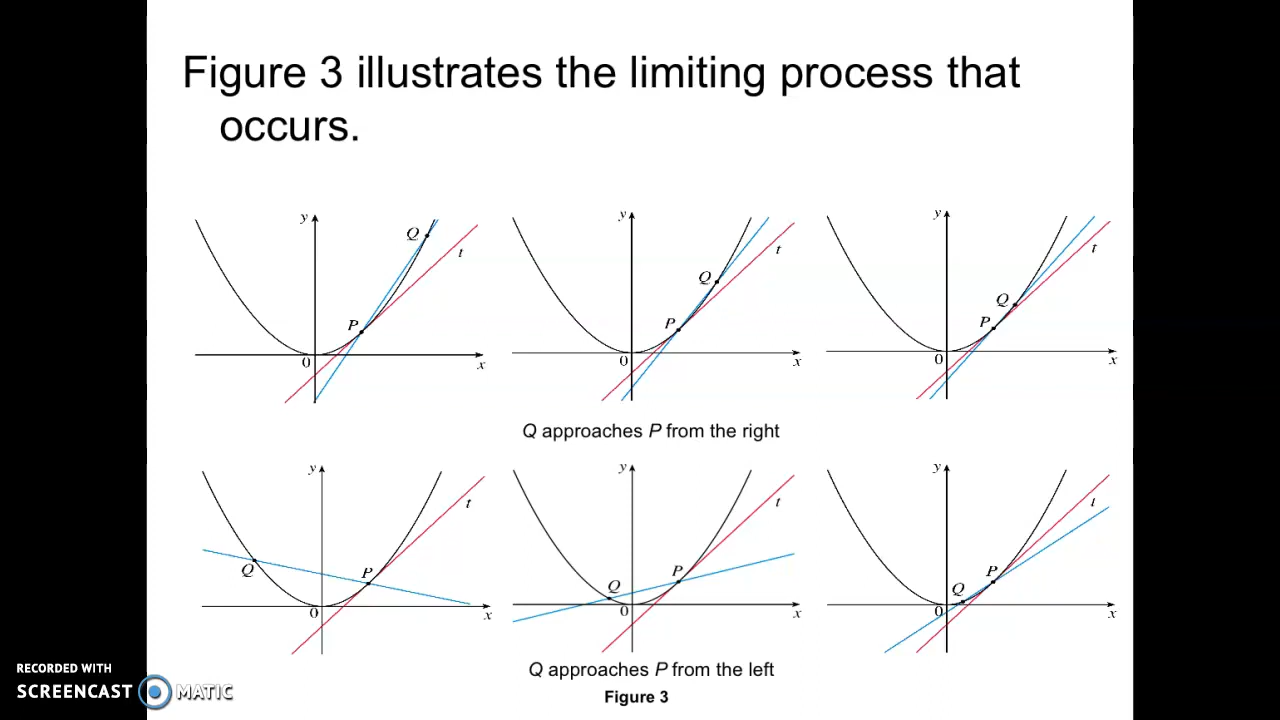 Figure 3 illustrates the limiting process that
occurs.
y
Q
t
P
0
x
y
Q
t
P
0
x
y
Q
t
P
0
x
Q approaches P from the right
y
Q
t
P
0
x
y
Q
t
P
0
x
y
Q
t
P
0
x
Q approaches P from the left
Figure 3
RECORDED WITH
SCREENCAST MATIC